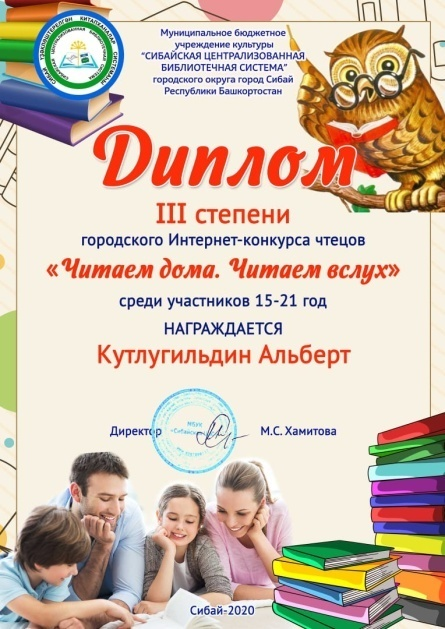 Муниципальное бюджетное
учреждение культуры
“СИБАЙСКАЯ ЦЕНТРАЛИЗОВАННАЯ
БИБЛИОТЕЧНАЯ СИСТЕМА”
городского округа город Сибай
Республики Башкортостан
Диплом
III степени
городского Интернет-конкурса чтецов
«Читаем дома. Читаем вслух»
среди участников 15-21 год
НАГРАЖДАЕТСЯ
Кутлугильдин Альберт
Директор
М.С. Хамитова
МБУК
Сибай-2020